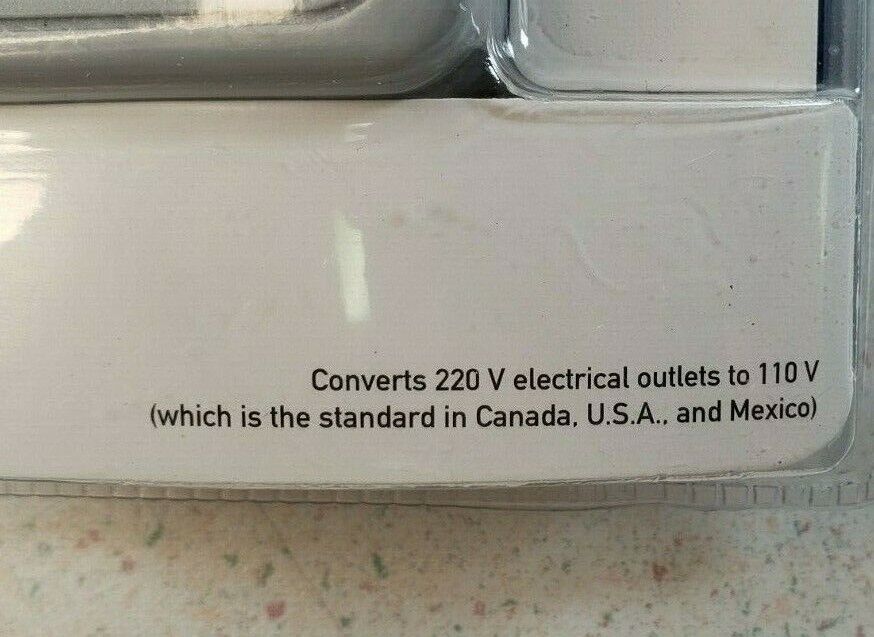 Converts 220 V electrical outlets to 110 V
(which is the standard in Canada, U.S.A., and Mexico)